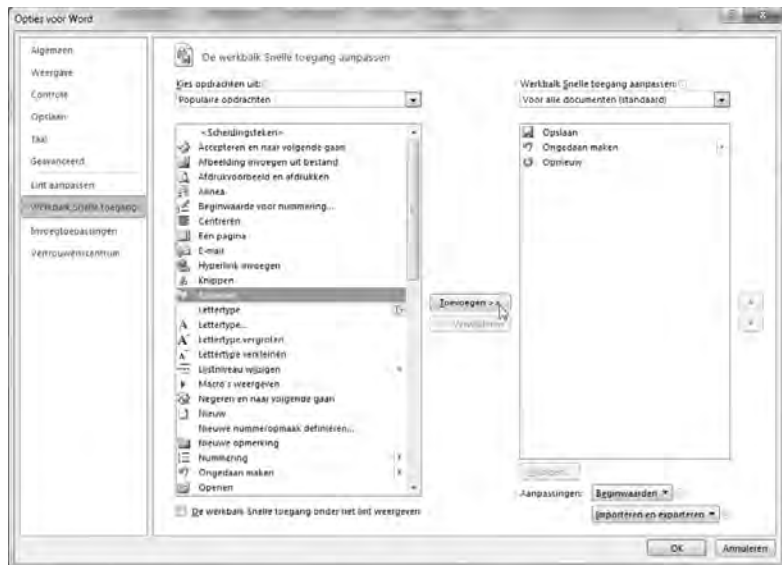 Opties voor Word
Algemeen
Weergave
Controle
Opslaan
Taal
Geavanceerd
Lint aanpassen
Werkbalk Snelle toegang
Invoegtoepassingen
Vertrouwenscentrum
De werkbalk Snelle toegang aanpassen
Kies opdrachten uit:
Populaire opdrachten
<Scheidingsteken>
Accepteren en naar volgende gaan
Afbeelding invoegen uit bestand
Afdrukvoorbeeld en afdrukken
Alinea
Beginwaarde voor nummering...
Centreren
Eén pagina
E-mail
Hyperlink invoegen
Knippen
Lettertype
Lettertype...
Lettertype vergroten
Lettertype verkleinen
Lijstniveau wijzigen
Macro's weergeven
Negeren en naar volgende gaan
Nieuw
Nieuwe nummeropmaak definiëren...
Nieuwe opmerking
Nummering
Ongedaan maken
Openen
De werkbalk Snelle toegang onder het lint weergeven
Toevoegen >>
Verwijderen
Werkbalk Snelle toegang aanpassen:
Voor alle documenten (standaard)
Opslaan
Ongedaan maken
Opnieuw
Aanpassingen:
Beginwaarden
Importeren en exporteren
OK
Annuleren